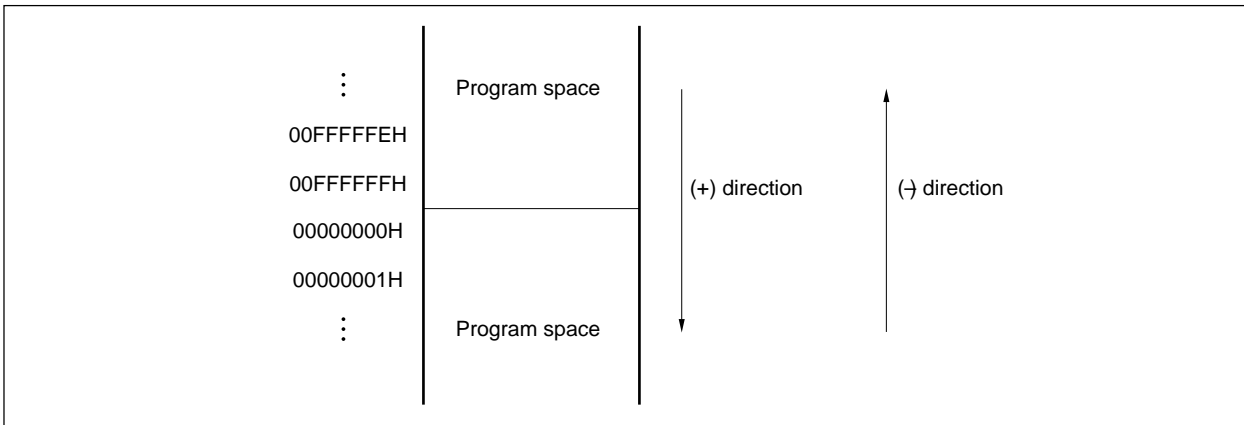 ⋮
Program space
00FFFFFEH
00FFFFFFH
(+) direction
(–) direction
00000000H
00000001H
⋮
Program space